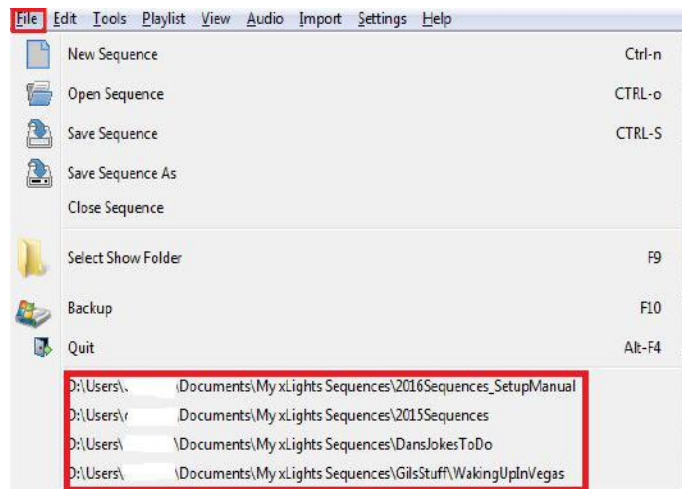 File Edit Tools Playlist View Audio Import Settings Help
New Sequence Ctrl-n
Open Sequence CTRL-o
Save Sequence CTRL-S
Save Sequence As
Close Sequence
Select Show Folder F9
Backup F10
Quit Alt-F4
D:\Users\ \Documents\My xLights Sequences\2016Sequences_SetupManual
D:\Users\ Documents\My xLights Sequences\2015Sequences
D:\Users\ \Documents\My xLights Sequences\DansJokesToDo
D:\Users\ \Documents\My xLights Sequences\GilsStuff\WakingUpInVegas